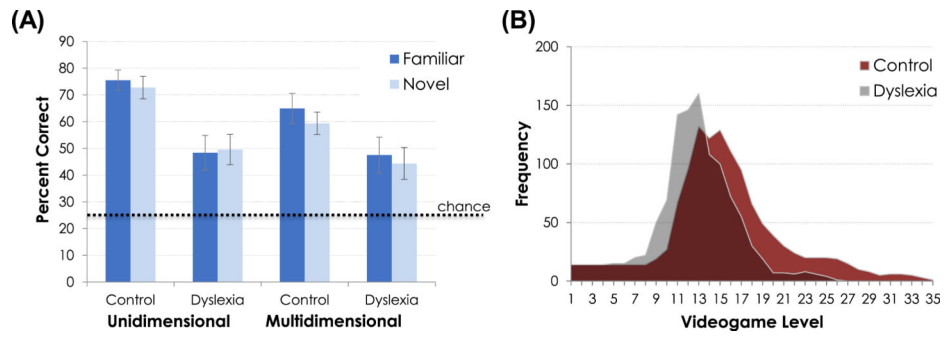 (A)
90
80
70
60
50
40
30
20
10
0
Percent Correct
Familiar
Novel
chance
Control Dyslexia Control Dyslexia
Unidimensional Multidimensional
(B)
200
150
100
50
0
Frequency
Control
Dyslexia
1 3 5 7 9 11 13 15 17 19 21 23 25 27 29 31 33 35
Videogame Level